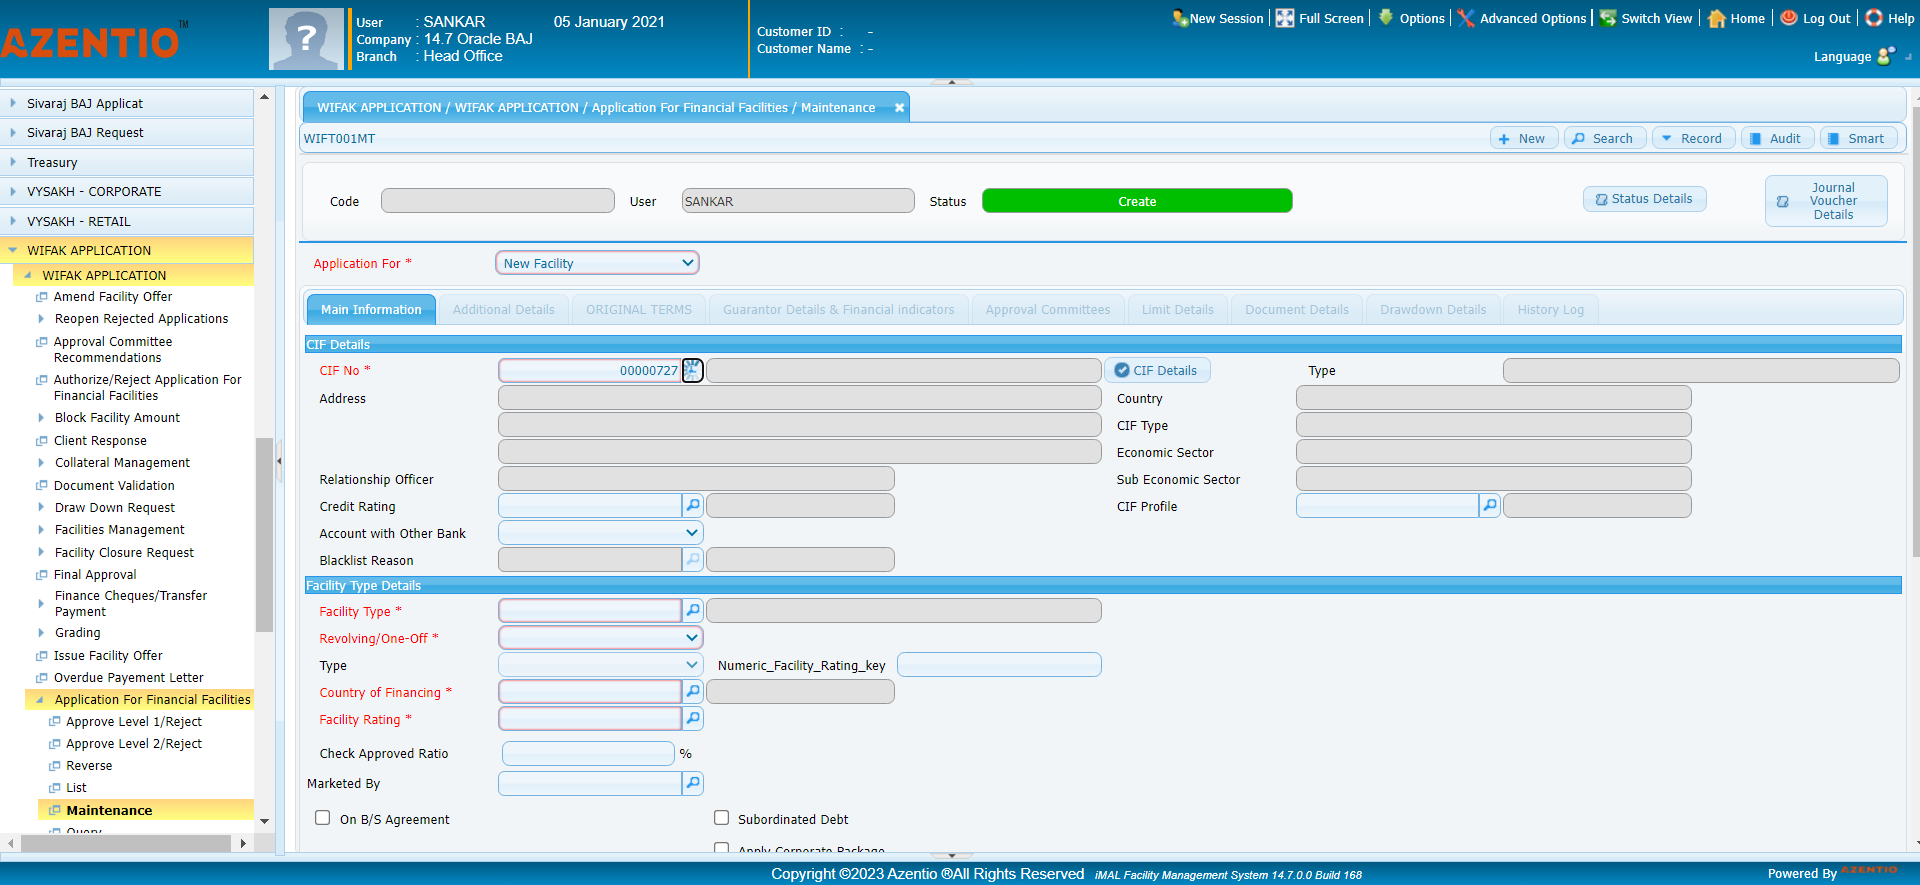 AZENTIO TM
User : SANKAR 05 January 2021
Company : 14.7 Oracle BAJ
Branch : Head Office
Customer ID : -
Customer Name : -
New Session Full Screen Options Advanced Options Switch View Home Log Out Help
Language
Sivaraj BAJ Applicat
Sivaraj BAJ Request
Treasury
VYSAKH - CORPORATE
VYSAKH - RETAIL
WIFAK APPLICATION
WIFAK APPLICATION
Amend Facility Offer
Reopen Rejected Applications
Approval Committee
Recommendations
Authorize/Reject Application For
Financial Facilities
Block Facility Amount
Client Response
Collateral Management
Document Validation
Draw Down Request
Facilities Management
Facility Closure Request
Final Approval
Finance Cheques/Transfer
Payment
Grading
Issue Facility Offer
Overdue Payment Letter
Application For Financial Facilities
Approve Level 1/Reject
Approve Level 2/Reject
Reverse
List
Maintenance
Query
WIFAK APPLICATION / WIFAK APPLICATION / Application For Financial Facilities / Maintenance
WIFT001MT
New Search Record Audit Smart
Code User SANKAR Status Create Status Details
Journal
Voucher
Details
Application For * New Facility
Main Information Additional Details ORIGINAL TERMS Guarantor Details & Financial indicators Approval Committees Limit Details Document Details Drawdown Details History Log
CIF Details
CIF No * 00000727 CIF Details Type
Address Country
CIF Type
Economic Sector
Relationship Officer Sub Economic Sector
Credit Rating CIF Profile
Account with Other Bank
Blacklist Reason
Facility Type Details
Facility Type *
Revolving/One-Off *
Type Numeric_Facility_Rating_key
Country of Financing *
Facility Rating *
Check Approved Ratio %
Marketed By
On B/S Agreement Subordinated Debt
Apply Corporate Package
Copyright ©2023 Azentio ®All Rights Reserved iMAL Facility Management System 14.7.0.0 Build 168
Powered By AZENTIO